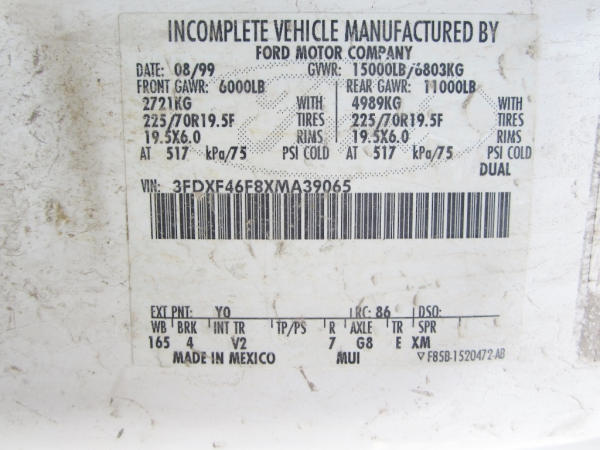 INCOMPLETE VEHICLE MANUFACTURED BY
FORD MOTOR COMPANY
DATE: 08/99 GVWR: 15000LB/6803KG
FRONT GAWR: 6000LB REAR GAWR: 11000LB
2721KG WITH 4989KG WITH
225/70R19.5F TIRES 225/70R19.5F TIRES
19.5X6.0 RIMS 19.5X6.0 RIMS
AT 517 kPa/75 PSI COLD AT 517 kPa/75 PSI COLD
DUAL
VIN: 3FDXF46F8XMA39065
EXT PNT: YO RC: 86 DSO:
WB BRK INT TR TP/PS R AXLE TR SPR
165 4 V2 7 G8 E XM
MADE IN MEXICO MUI ▽ F85B-1520472-AB